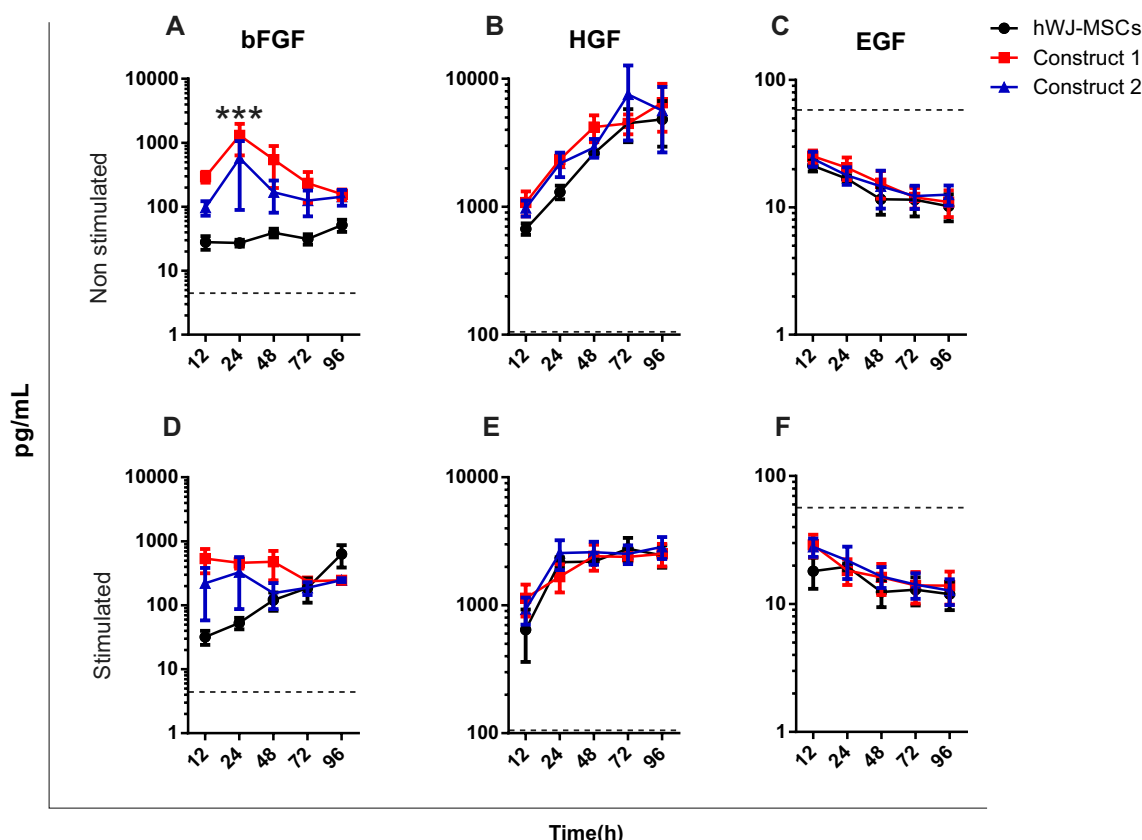 A
bFGF
B
HGF
C
EGF
hWJ-MSCs
Construct 1
Construct 2
pg/mL
Non stimulated
10000
1000
100
10
1
***
12 24 48 72 96
10000
1000
100
12 24 48 72 96
100
10
1
12 24 48 72 96
Stimulated
D
10000
1000
100
10
1
12 24 48 72 96
E
10000
1000
100
12 24 48 72 96
F
100
10
1
12 24 48 72 96
Time(h)